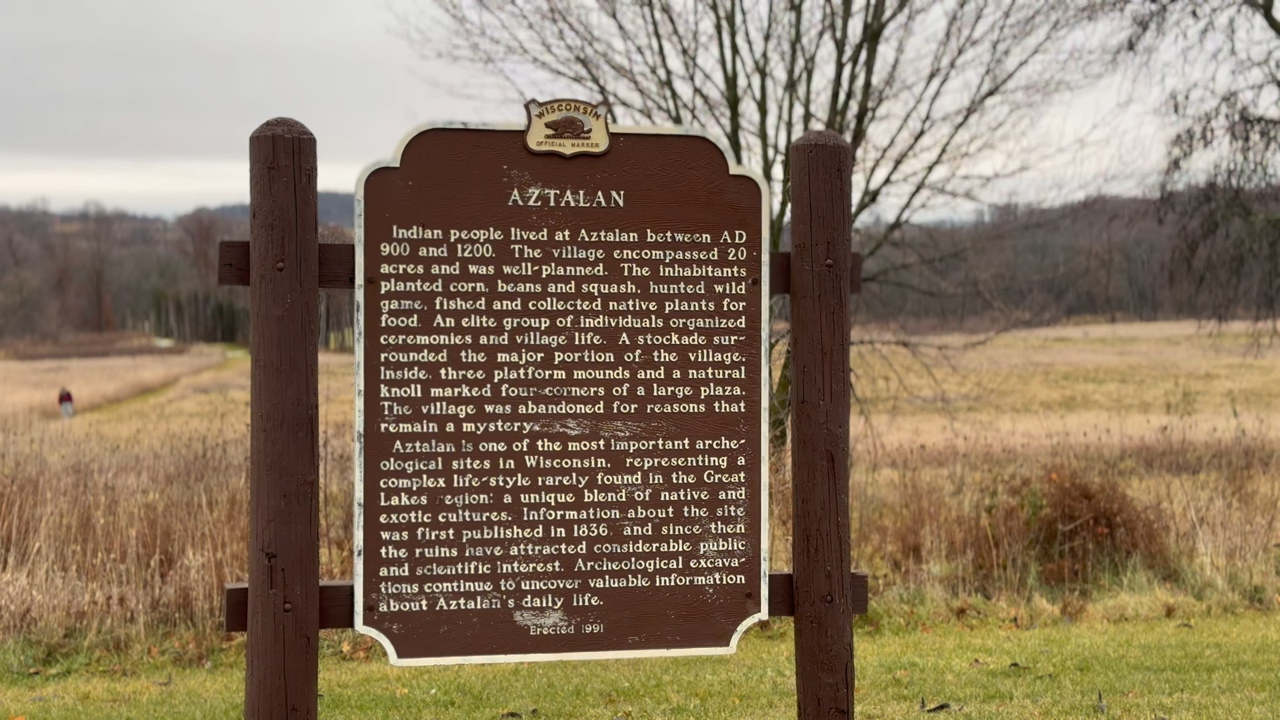 WISCONSIN
OFFICIAL MARKER
AZTALAN
Indian people lived at Aztalan between AD
900 and 1200. The village encompassed 20
acres and was well-planned. The inhabitants
planted corn, beans and squash, hunted wild
game, fished and collected native plants for
food. An elite group of individuals organized
ceremonies and village life. A stockade sur-
rounded the major portion of the village.
Inside, three platform mounds and a natural
knoll marked four corners of a large plaza.
The village was abandoned for reasons that
remain a mystery
Aztalan is one of the most important arche-
ological sites in Wisconsin, representing a
complex life-style rarely found in the Great
Lakes region: a unique blend of native and
exotic cultures. Information about the site
was first published in 1836, and since then
the ruins have attracted considerable public
and scientific interest. Archeological excava-
tions continue to uncover valuable information
about Aztalan's daily life.
Erected 1991